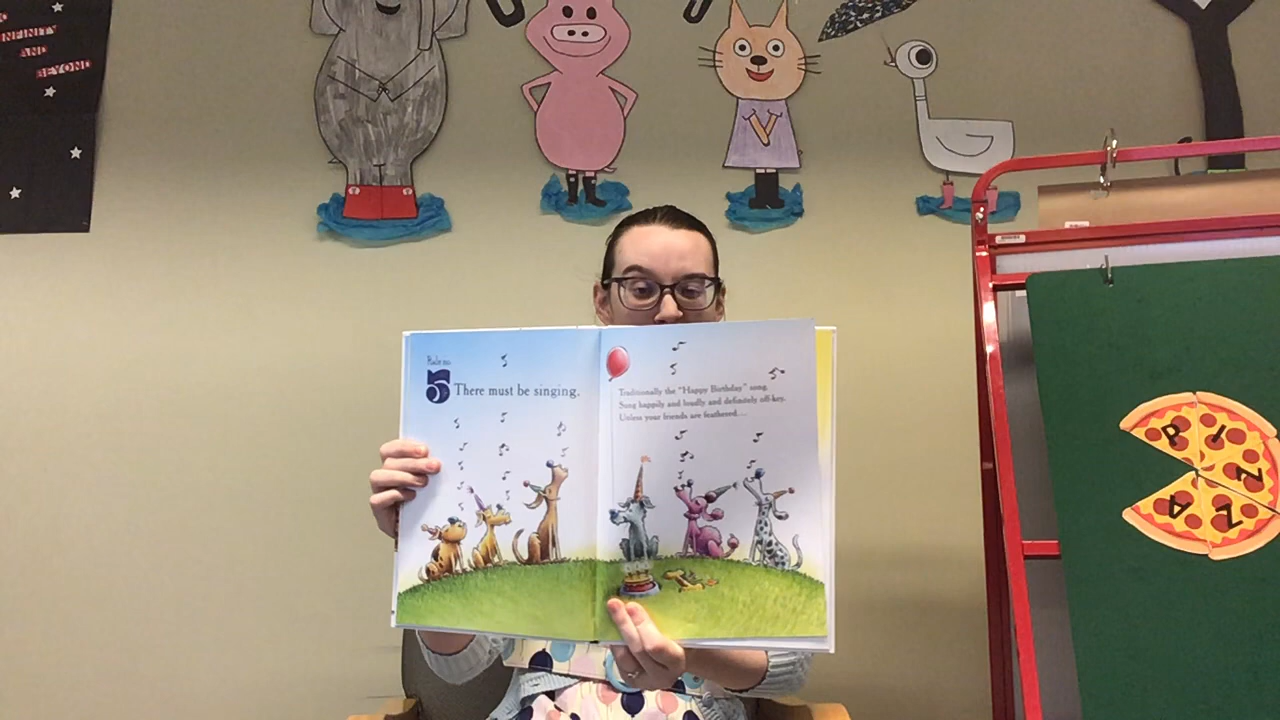 TO
INFINITY
AND
BEYOND
Rule no.
5 There must be singing.
Traditionally the "Happy Birthday" song.
Sung happily and loudly and definitely off-key.
Unless your friends are feathered....
P I
Z
A Z